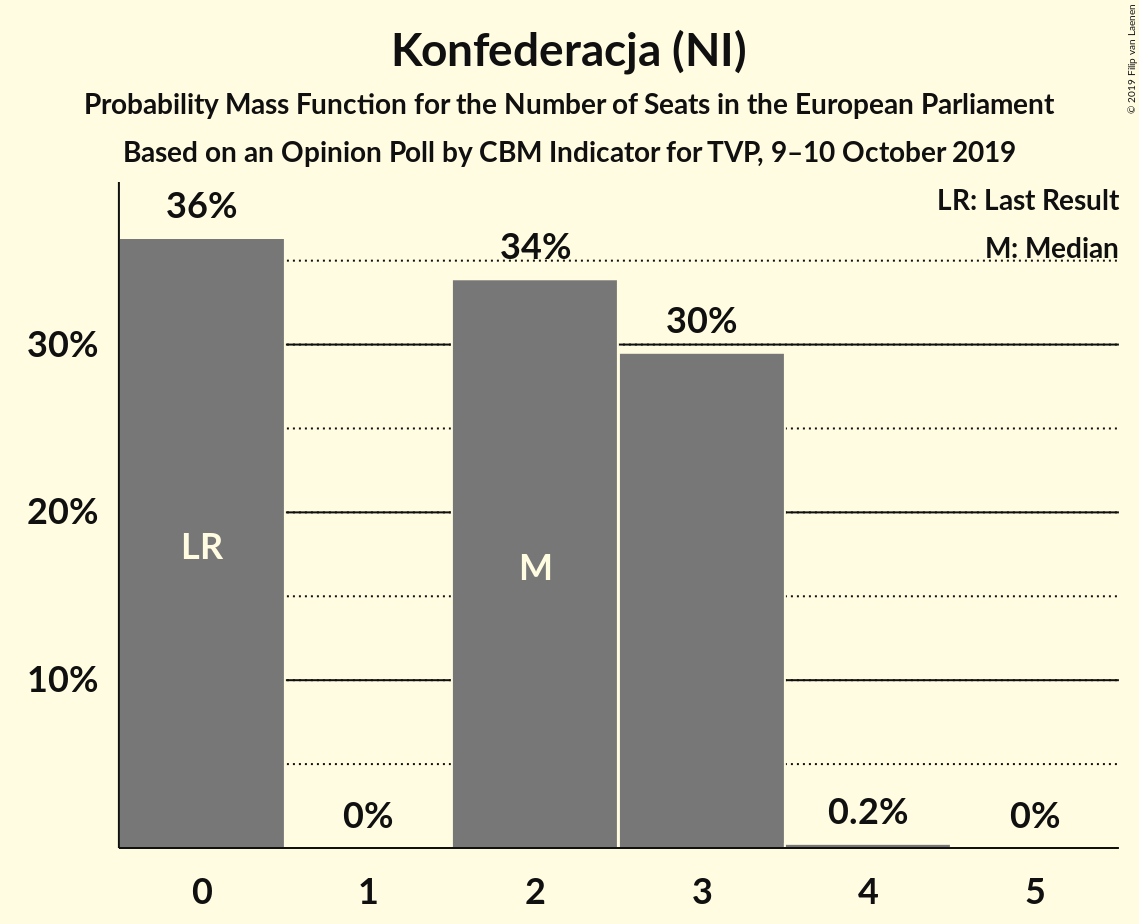 Konfederacja (NI)
Probability Mass Function for the Number of Seats in the European Parliament
Based on an Opinion Poll by CBM Indicator for TVP, 9–10 October 2019
© 2019 Filip van Laenen
LR: Last Result
M: Median
36%
34%
30%
0%
0.2%
0%
LR
M
30%
20%
10%
0 1 2 3 4 5